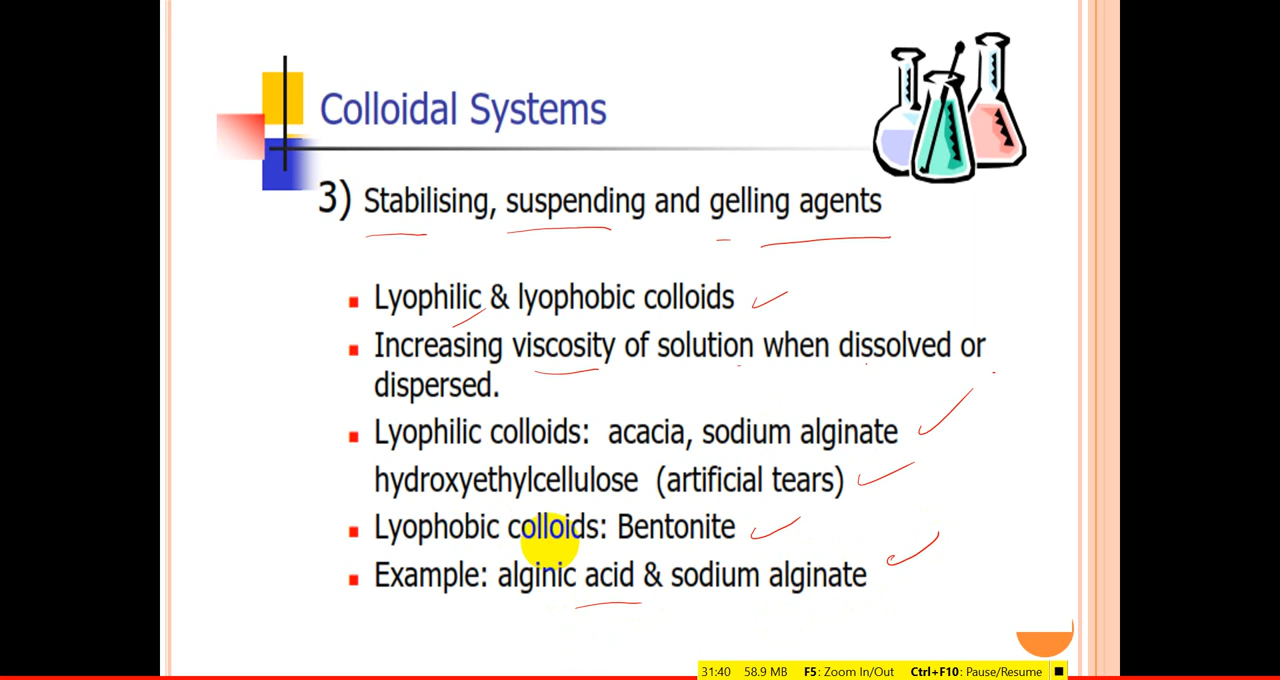 Colloidal Systems
3) Stabilising, suspending and gelling agents
Lyophilic & lyophobic colloids
Increasing viscosity of solution when dissolved or
dispersed.
Lyophilic colloids: acacia, sodium alginate
hydroxyethylcellulose (artificial tears)
Lyophobic colloids: Bentonite
Example: alginic acid & sodium alginate
31:40 58.9 MB F5: Zoom In/Out Ctrl+F10: Pause/Resume